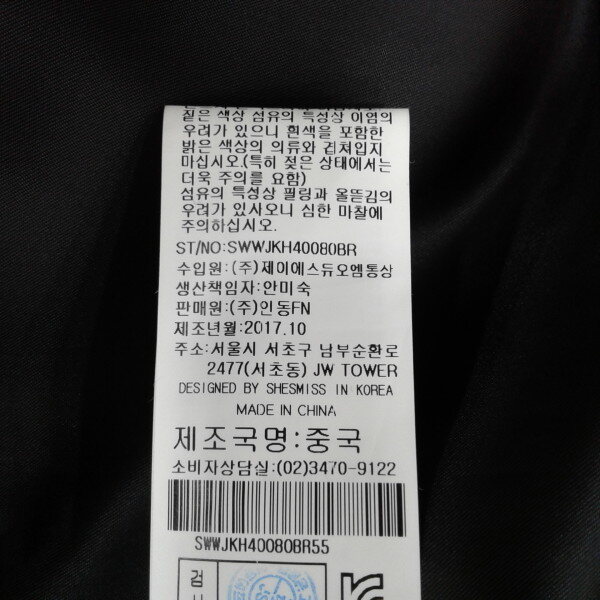 짙은 색상 섬유의 특성상 이염의
우려가 있으니 흰색을 포함한
밝은 색상의 의류와 겹쳐입지
마십시오.(특히 젖은 상태에서는
더욱 주의를 요함)
섬유의 특성상 필링과 올뜯김의
우려가 있사오니 심한 마찰에
주의하십시오.
ST/NO:SWWJKH40080BR
수입원:(주)제이에스듀오엠통상
생산책임자:안미숙
판매원:(주)인동FN
제조년월:2017.10
주소:서울시 서초구 남부순환로
2477(서초동) JW TOWER
DESIGNED BY SHESMISS IN KOREA
MADE IN CHINA
제조국명:중국
소비자상담실:(02)3470-9122
SWWJKH40080BR55
검